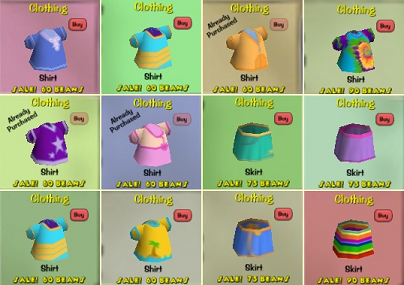 Clothing
Buy
Shirt
SALE! 60 BEANS
Clothing
Buy
Shirt
SALE! 60 BEANS
Clothing
Already Purchased
Buy
Shirt
SALE! 60 BEANS
Clothing
Buy
Shirt
SALE! 90 BEANS
Clothing
Already Purchased
Buy
Shirt
SALE! 60 BEANS
Clothing
Already Purchased
Buy
Shirt
SALE! 60 BEANS
Clothing
Buy
Skirt
SALE! 75 BEANS
Clothing
Buy
Skirt
SALE! 75 BEANS
Clothing
Buy
Shirt
SALE! 60 BEANS
Clothing
Buy
Shirt
SALE! 60 BEANS
Clothing
Buy
Skirt
SALE! 75 BEANS
Clothing
Buy
Skirt
SALE! 90 BEANS